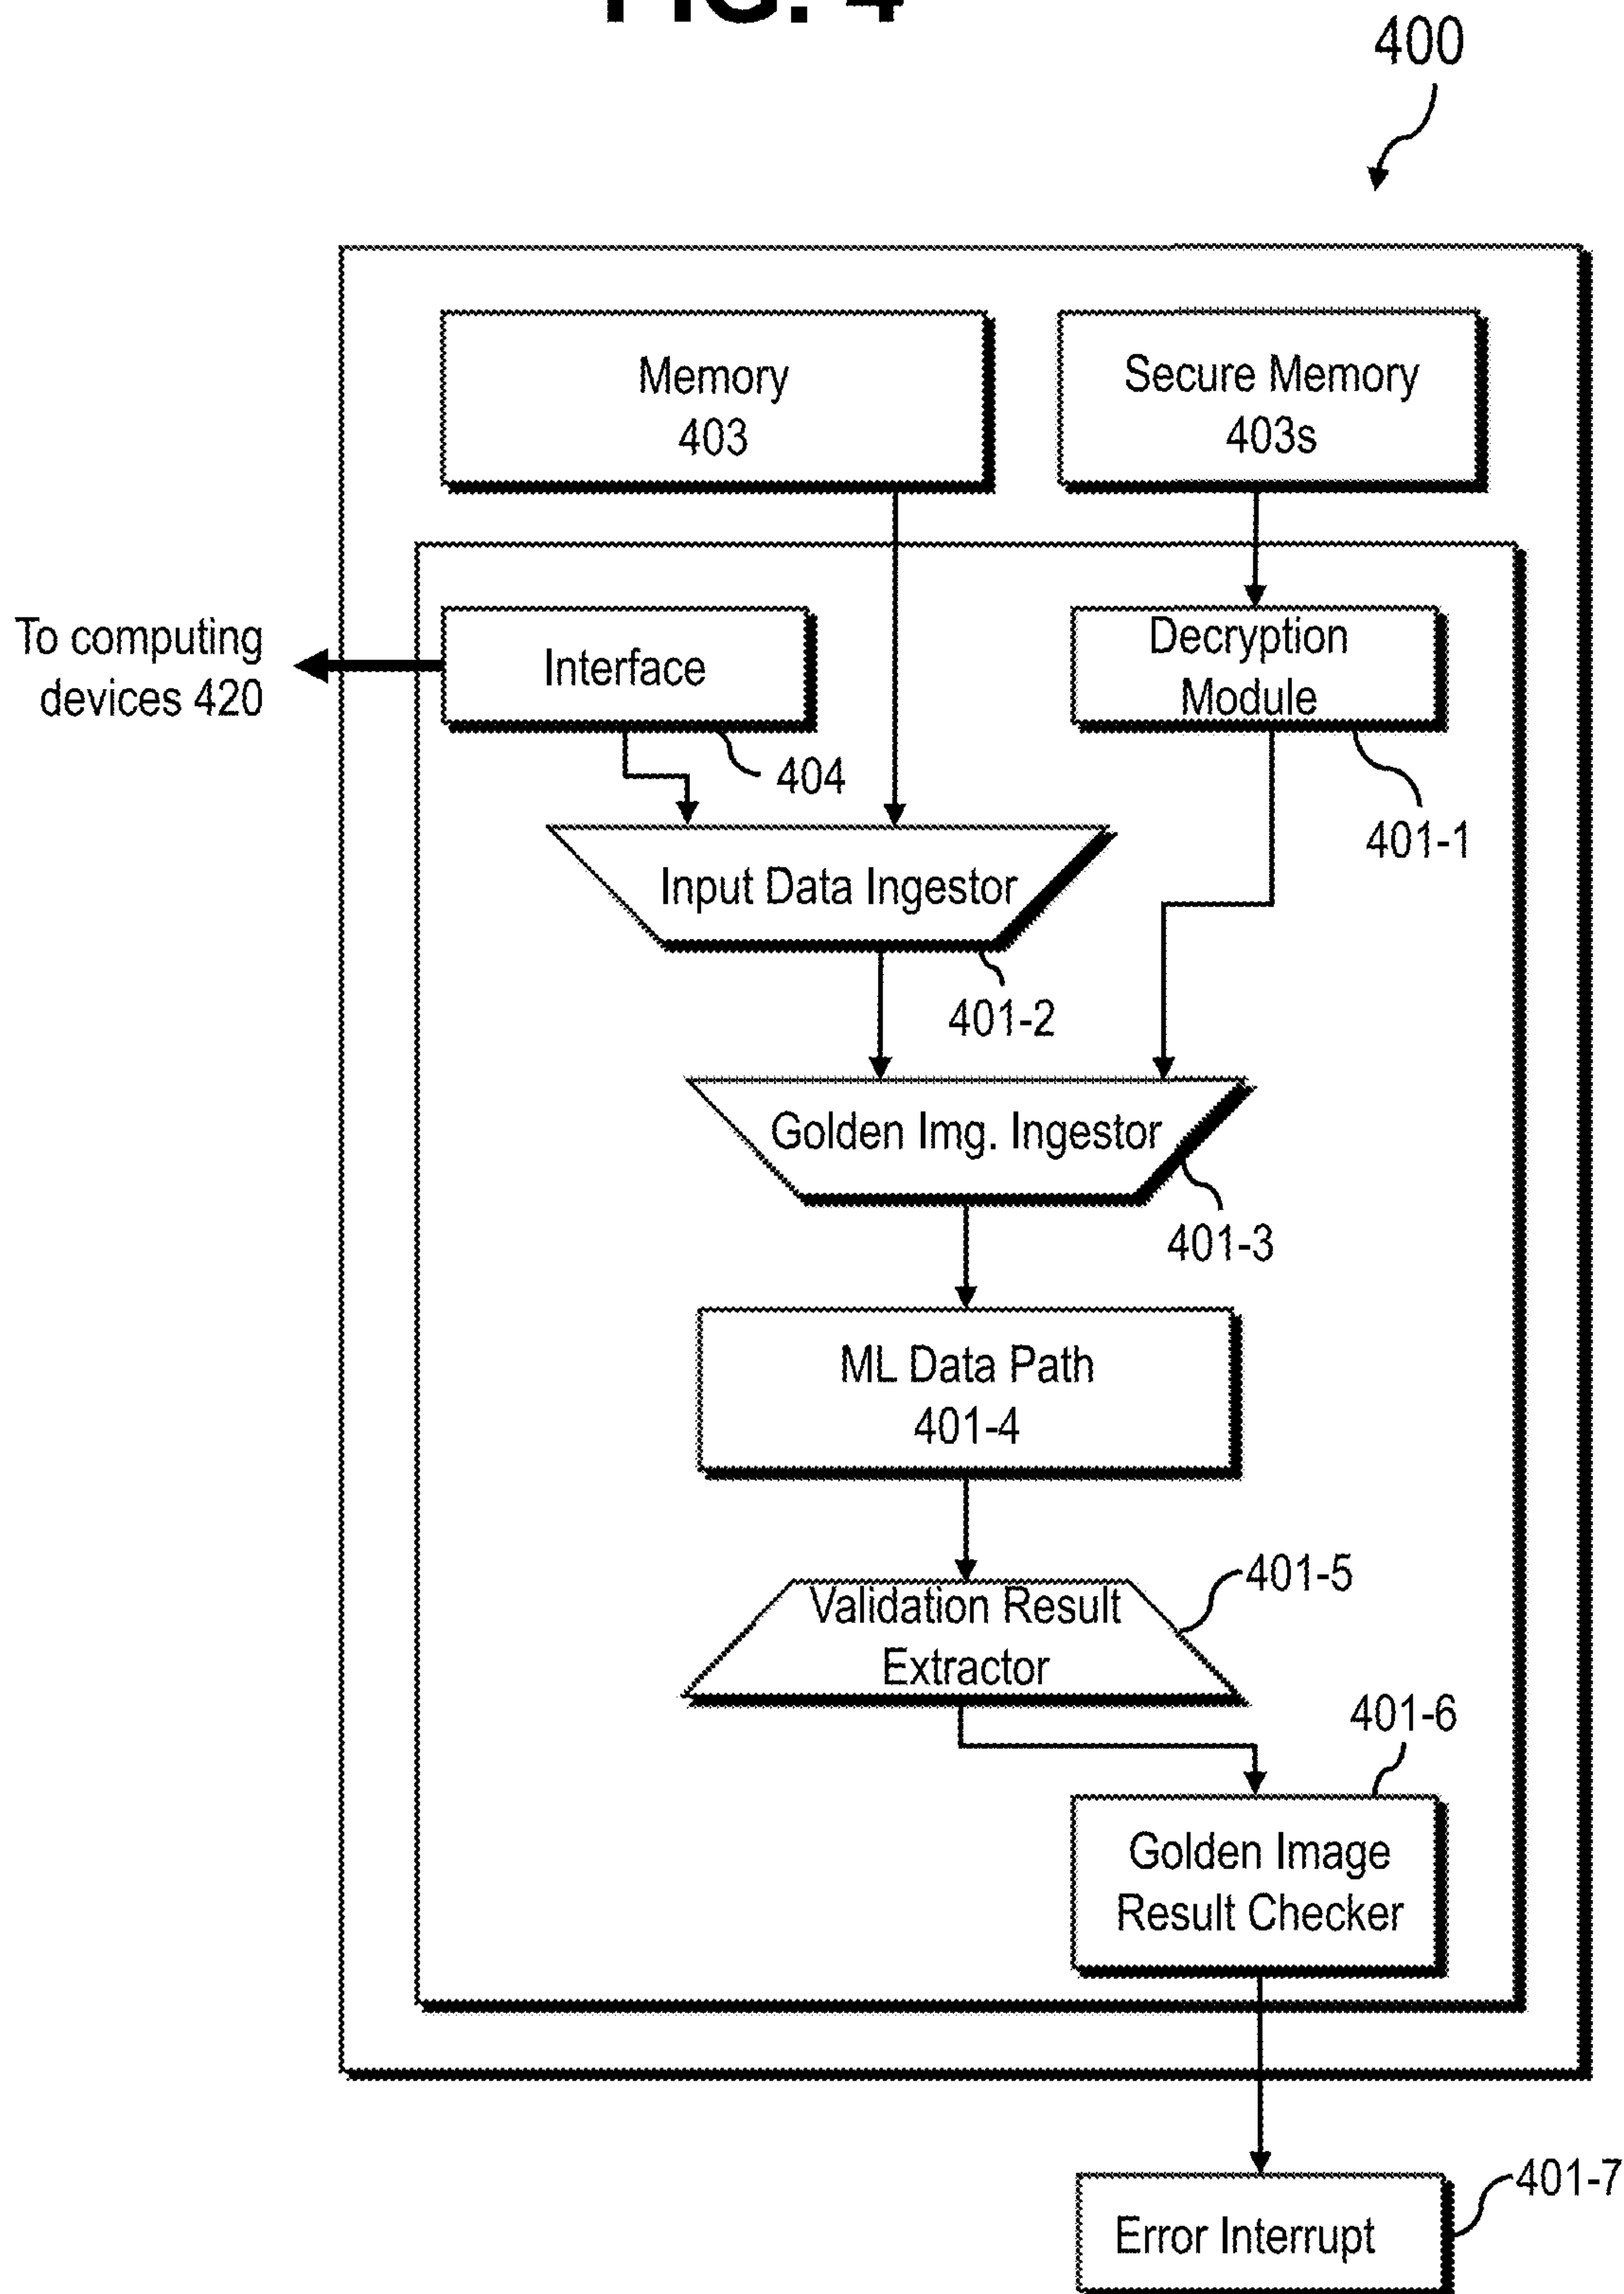 FIG. 4
400
Memory
403
Secure Memory
403s
To computing
devices 420
Interface
404
Decryption
Module
401-1
Input Data Ingestor
401-2
Golden Img. Ingestor
401-3
ML Data Path
401-4
401-5
Validation Result
Extractor
401-6
Golden Image
Result Checker
401-7
Error Interrupt